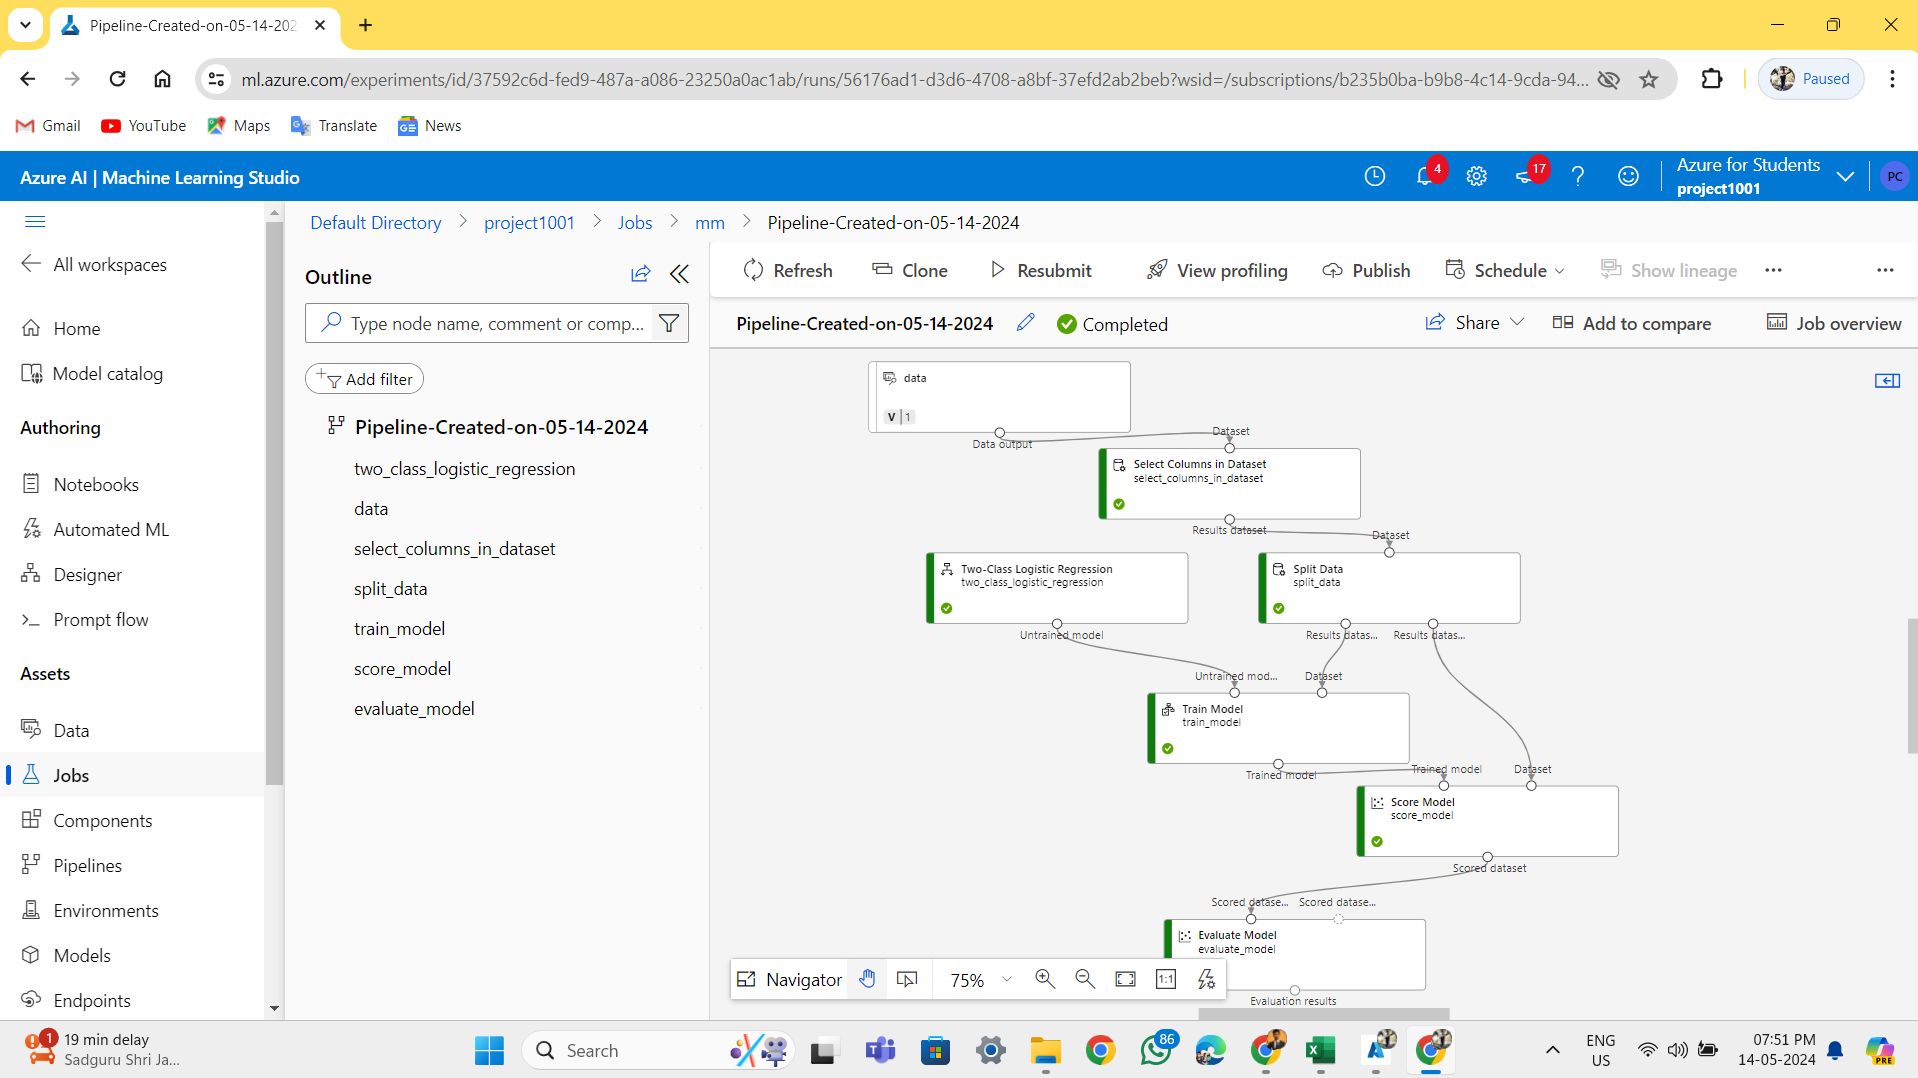 Pipeline-Created-on-05-14-202
ml.azure.com/experiments/id/37592c6d-fed9-487a-a086-23250a0ac1ab/runs/56176ad1-d3d6-4708-a8bf-37efd2ab2beb?wsid=/subscriptions/b235b0ba-b9b8-4c14-9cda-94...
Paused
Gmail
YouTube
Maps
Translate
News
Azure AI | Machine Learning Studio
4
17
Azure for Students
project1001
PC
All workspaces
Home
Model catalog
Authoring
Notebooks
Automated ML
Designer
Prompt flow
Assets
Data
Jobs
Components
Pipelines
Environments
Models
Endpoints
Default Directory > project1001 > Jobs > mm > Pipeline-Created-on-05-14-2024
Outline
Type node name, comment or comp...
Add filter
Pipeline-Created-on-05-14-2024
two_class_logistic_regression
data
select_columns_in_dataset
split_data
train_model
score_model
evaluate_model
Refresh
Clone
Resubmit
View profiling
Publish
Schedule
Show lineage
Pipeline-Created-on-05-14-2024
Completed
Share
Add to compare
Job overview
data
V | 1
Data output
Dataset
Select Columns in Dataset
select_columns_in_dataset
Results dataset
Dataset
Two-Class Logistic Regression
two_class_logistic_regression
Untrained model
Split Data
split_data
Results datas...
Results datas...
Untrained mod...
Dataset
Train Model
train_model
Trained model
Trained model
Dataset
Score Model
score_model
Scored dataset
Scored datase...
Scored datase...
Evaluate Model
evaluate_model
Evaluation results
Navigator
75%
1:1
1
19 min delay
Sadguru Shri Ja...
Search
86
ENG
US
07:51 PM
14-05-2024
PRE